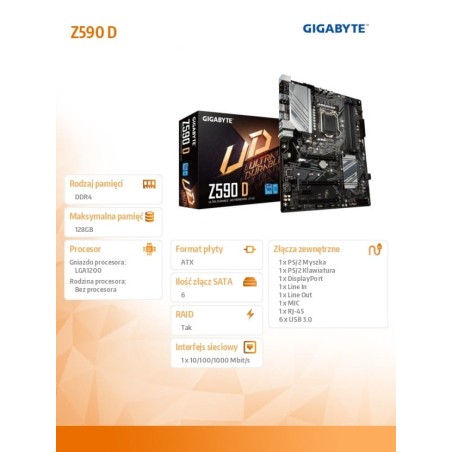 Z590 D
GIGABYTE™
GIGABYTE™
UD
ULTRA DURABLE
Z590 D
Rodzaj pamięci
DDR4
Maksymalna pamięć
128GB
Procesor
Gniazdo procesora:
LGA1200
Rodzina procesora:
Bez procesora
Format płyty
ATX
Ilość złącz SATA
6
RAID
Tak
Interfejs sieciowy
1 x 10/100/1000 Mbit/s
Złącza zewnętrzne
1 x PS/2 Myszka
1 x PS/2 Klawiatura
1 x DisplayPort
1 x Line In
1 x Line Out
1 x MIC
1 x RJ-45
6 x USB 3.0